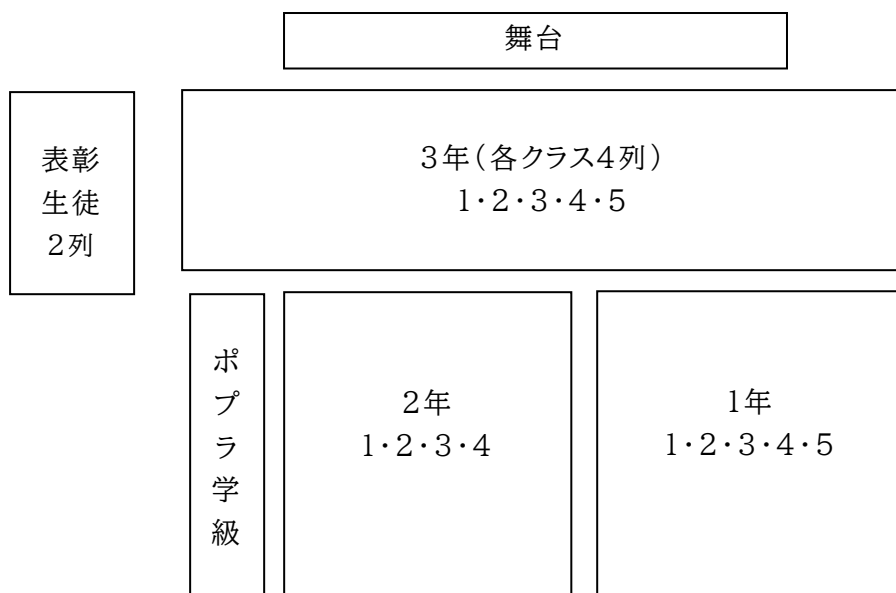 舞台
表彰
生徒
2列
3年(各クラス4列)
1・2・3・4・5
ポプラ学級
2年
1・2・3・4
1年
1・2・3・4・5